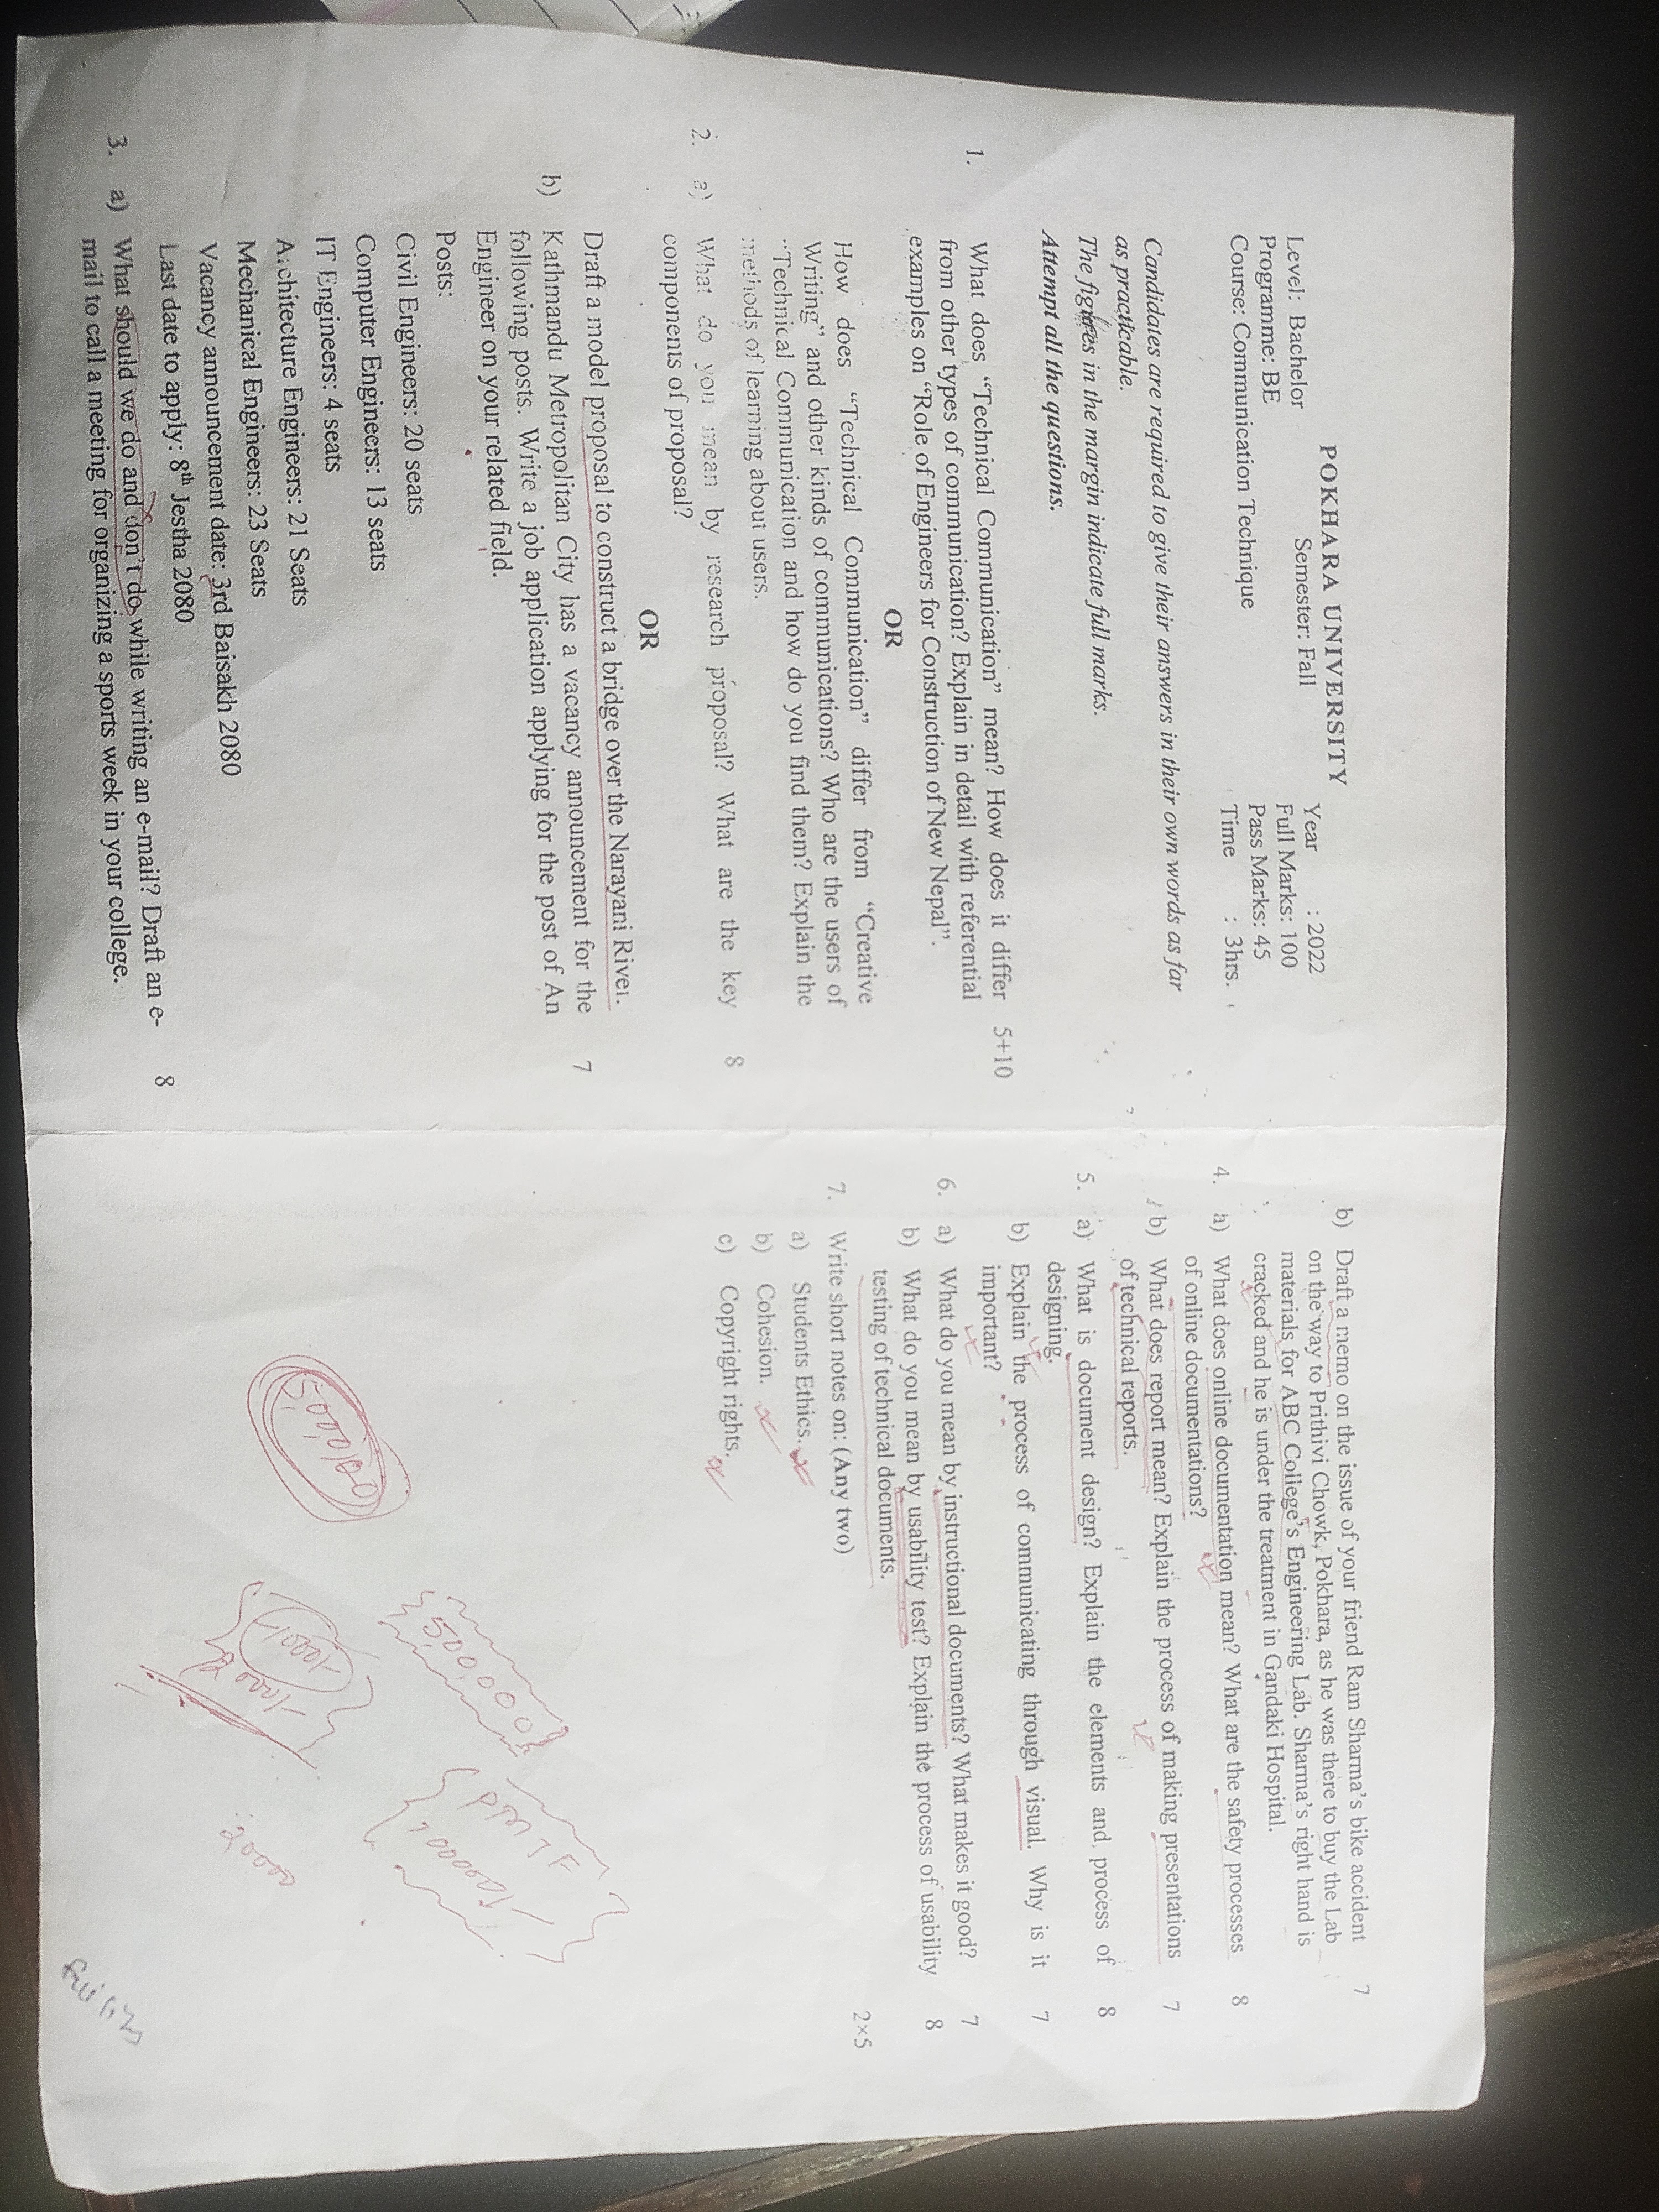 POKHARA UNIVERSITY
Level: Bachelor Semester: Fall Year : 2022
Programme: BE Full Marks: 100
Course: Communication Technique Pass Marks: 45
Time : 3hrs.
Candidates are required to give their answers in their own words as far
as practicable.
The figures in the margin indicate full marks.
Attempt all the questions.
1. What does “Technical Communication” mean? How does it differ 5+10
from other types of communication? Explain in detail with referential
examples on “Role of Engineers for Construction of New Nepal”.
OR
How does “Technical Communication” differ from “Creative
Writing” and other kinds of communications? Who are the users of
“Technical Communication and how do you find them? Explain the
methods of learning about users.
2. a) What do you mean by research proposal? What are the key 8
components of proposal?
OR
Draft a model proposal to construct a bridge over the Narayani River.
b) Kathmandu Metropolitan City has a vacancy announcement for the 7
following posts. Write a job application applying for the post of An
Engineer on your related field.
Posts:
Civil Engineers: 20 seats
Computer Engineers: 13 seats
IT Engineers: 4 seats
Architecture Engineers: 21 Seats
Mechanical Engineers: 23 Seats
Vacancy announcement date: 3rd Baisakh 2080
Last date to apply: 8th Jestha 2080
3. a) What should we do and don't do while writing an e-mail? Draft an e- 8
mail to call a meeting for organizing a sports week in your college.
b) Draft a memo on the issue of your friend Ram Sharma's bike accident 7
on the way to Prithivi Chowk, Pokhara, as he was there to buy the Lab
materials for ABC College's Engineering Lab. Sharma's right hand is
cracked and he is under the treatment in Gandaki Hospital.
4. a) What does online documentation mean? What are the safety processes 8
of online documentations?
b) What does report mean? Explain the process of making presentations 7
of technical reports.
5. a) What is document design? Explain the elements and process of 8
designing.
b) Explain the process of communicating through visual. Why is it 7
important?
6. a) What do you mean by instructional documents? What makes it good? 7
b) What do you mean by usability test? Explain the process of usability 8
testing of technical documents.
7. Write short notes on: (Any two) 2×5
a) Students Ethics.
b) Cohesion.
c) Copyright rights.
50,000